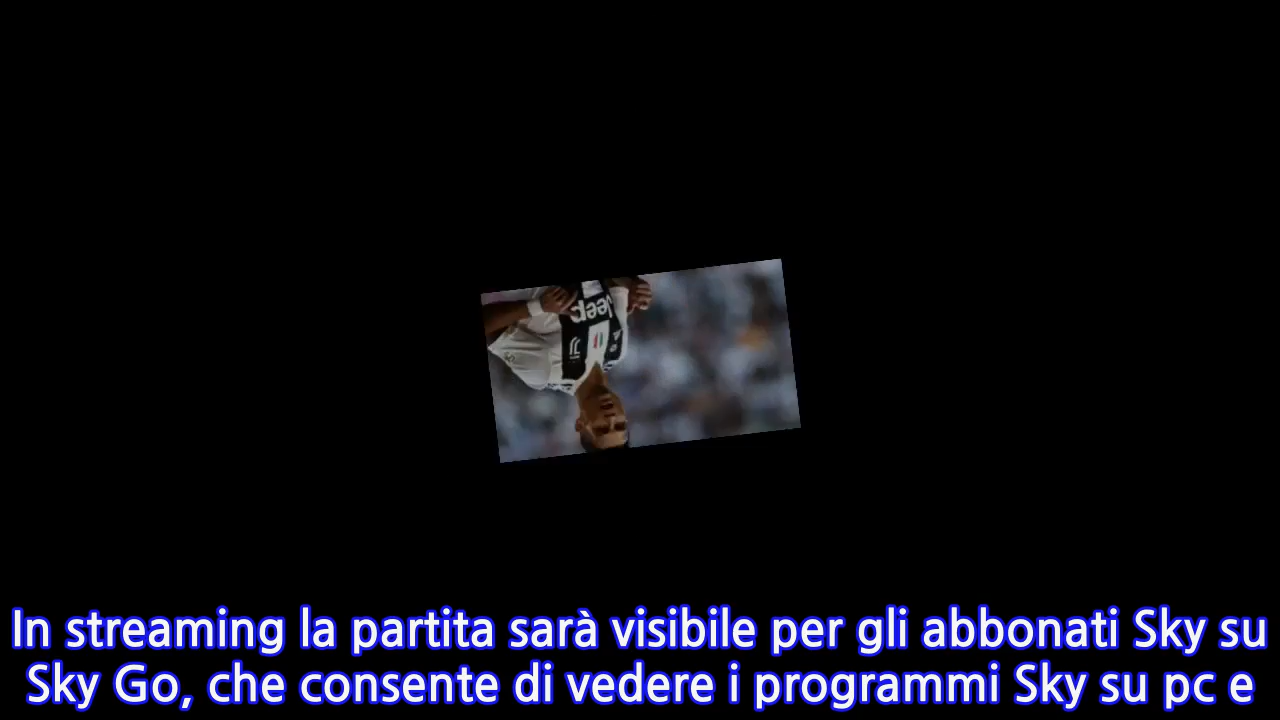 Jeep
In streaming la partita sarà visibile per gli abbonati Sky su
Sky Go, che consente di vedere i programmi Sky su pc e